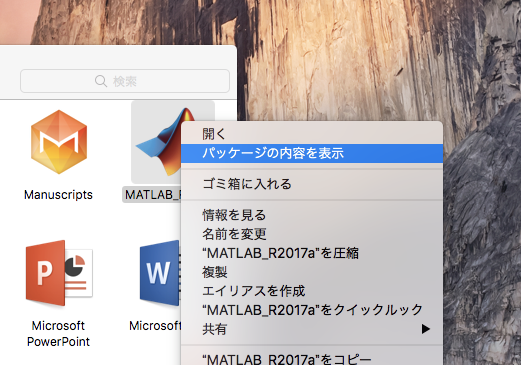 検索
開く
パッケージの内容を表示
ゴミ箱に入れる
情報を見る
名前を変更
“MATLAB_R2017a”を圧縮
複製
エイリアスを作成
“MATLAB_R2017a”をクイックルック
共有
“MATLAB_R2017a”をコピー
Manuscripts
MATLAB_R
P
W
Microsoft
PowerPoint
Microsoft